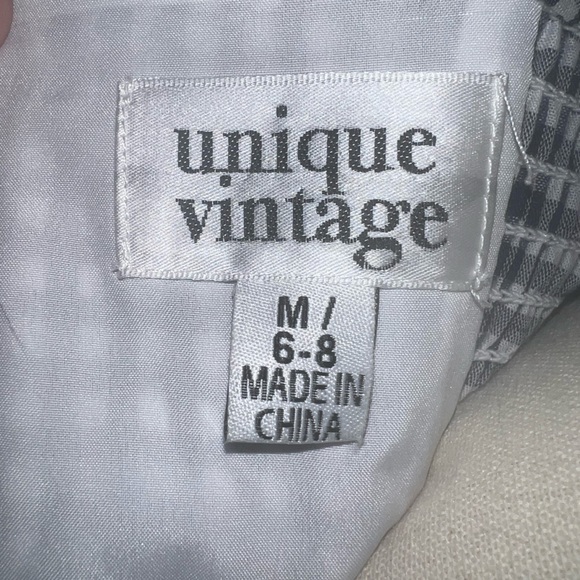 unique
vintage
M /
6-8
MADE IN
CHINA